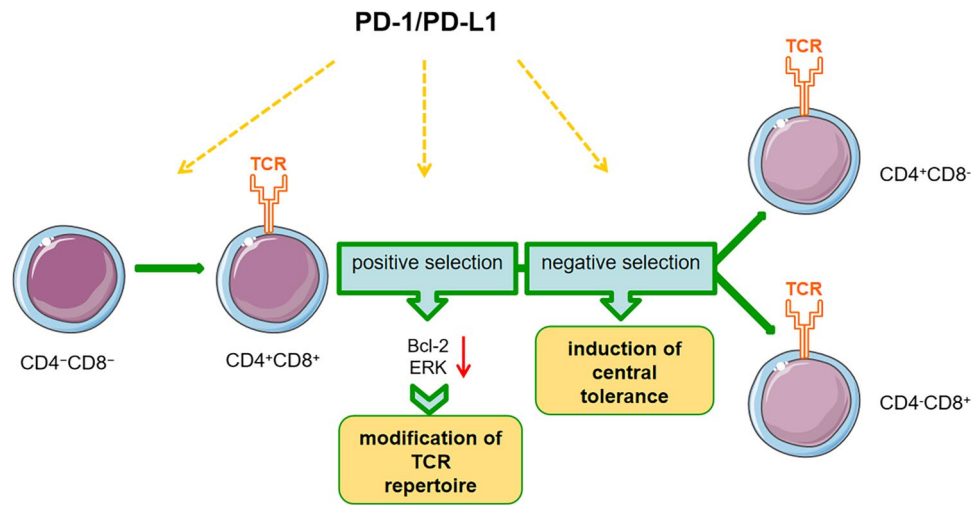 PD-1/PD-L1
TCR
CD4⁺CD8⁻
TCR
positive selection
negative selection
CD4⁻CD8⁻
CD4⁺CD8⁺
Bcl-2
ERK
induction of
central
tolerance
TCR
CD4⁻CD8⁺
modification of
TCR
repertoire